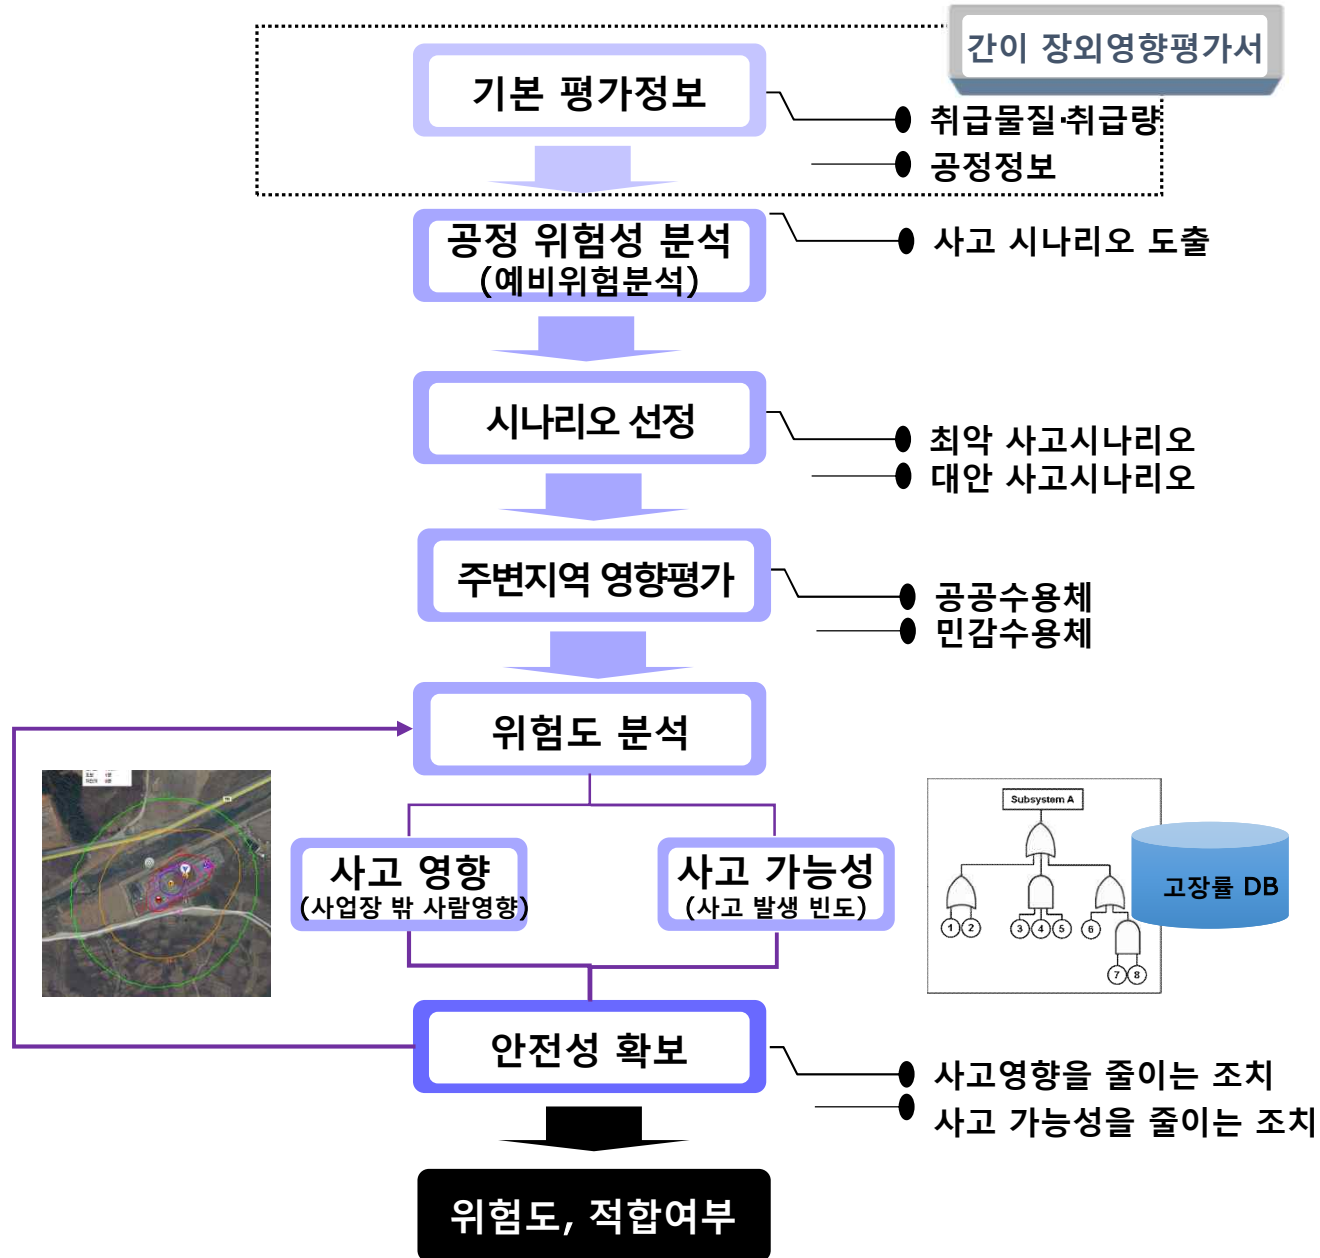 간이 장외영향평가서
기본 평가정보
취급물질·취급량
공정정보
공정 위험성 분석
(예비위험분석)
사고 시나리오 도출
시나리오 선정
최악 사고시나리오
대안 사고시나리오
주변지역 영향평가
공공수용체
민감수용체
위험도 분석
사고 영향
(사업장 밖 사람영향)
사고 가능성
(사고 발생 빈도)
Subsystem A
1 2 3 4 5 6
7 8
고장률 DB
안전성 확보
사고영향을 줄이는 조치
사고 가능성을 줄이는 조치
위험도, 적합여부